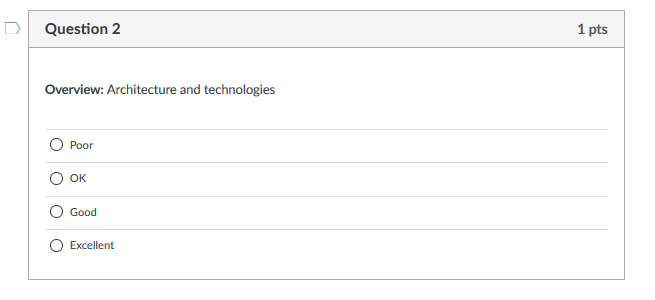 Question 2
1 pts
Overview: Architecture and technologies
Poor
OK
Good
Excellent